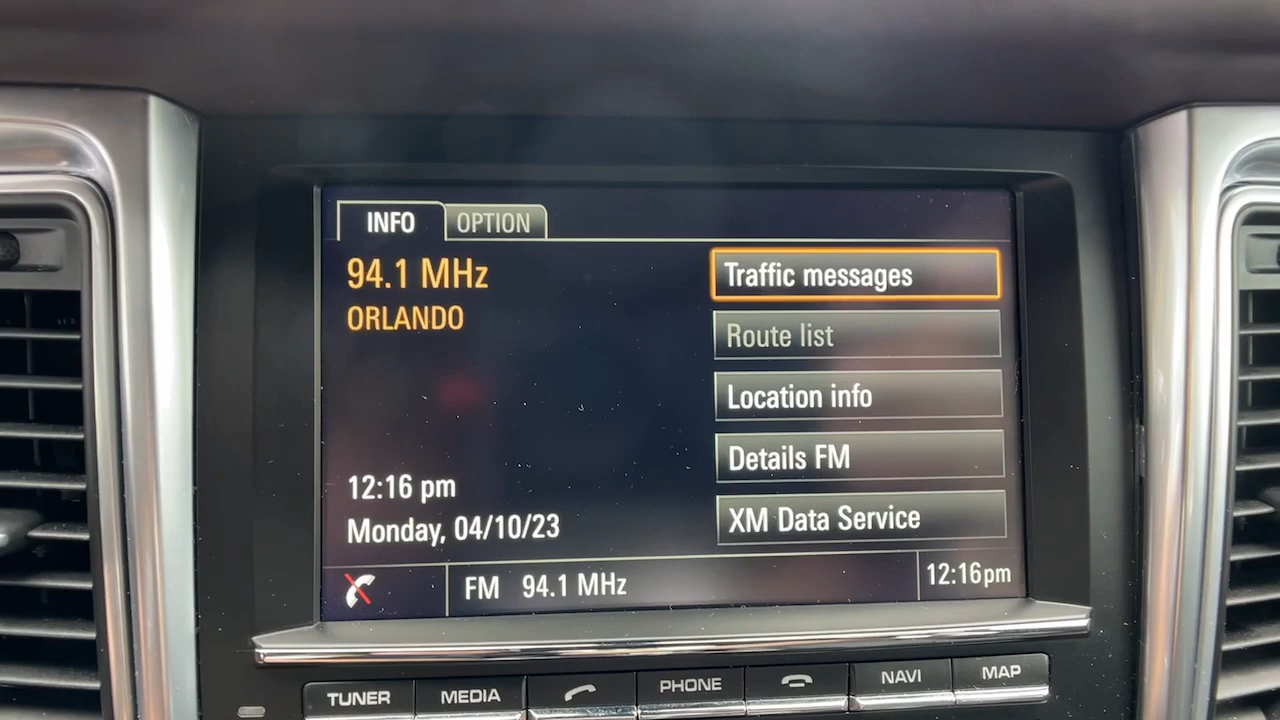 INFO OPTION
94.1 MHz
ORLANDO
12:16 pm
Monday, 04/10/23
Traffic messages
Route list
Location info
Details FM
XM Data Service
FM 94.1 MHz 12:16pm
TUNER MEDIA PHONE NAVI MAP